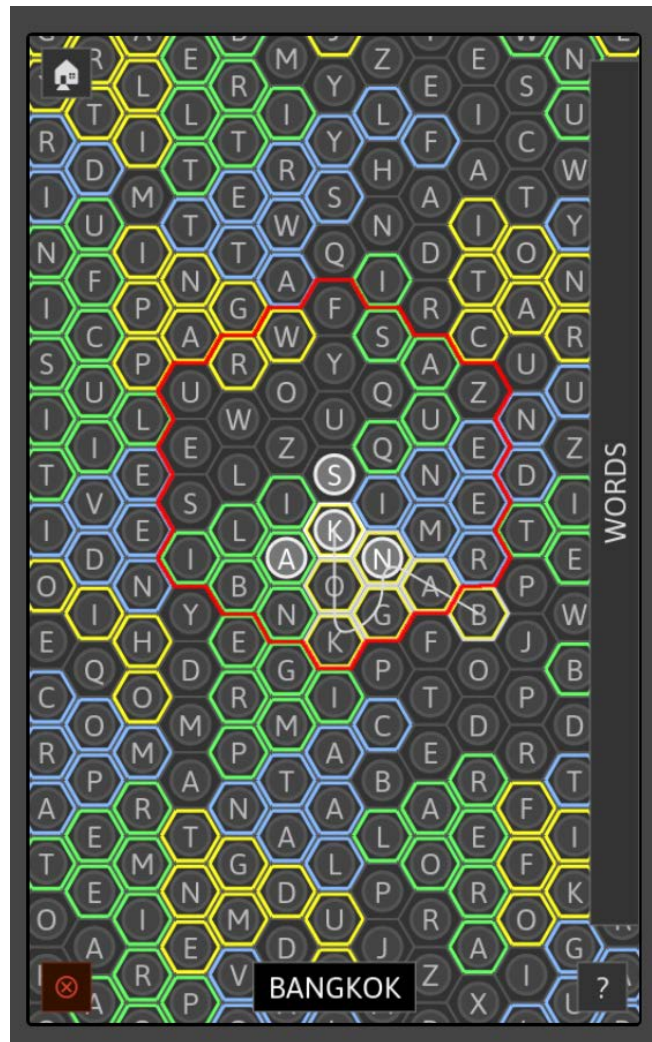 R E M Z E N
L R Y E S
T L I L I U
R I T Y F C
D T R H A W
I M E S A T
U T W N I Y
N I T Q D O
F N A I T N
I P G F R A
C A W S C R
S P R Y A U
U U O Q Z U
I L W U U N
I E Z Q E Z
T E L S N D
V S I I E I
I E L K M T
D I A N R E
O N B O A P
I Y N G B W
E H E K F J
Q D G P O B
C O R I T P
O M M C D D
R M P A E R
P A T B R T
A R N A A F
E T A L E I
T M G L O F
E N D P R K
O I M U R O
A E D J A G
R V Z I
A P X U
WORDS
BANGKOK
?